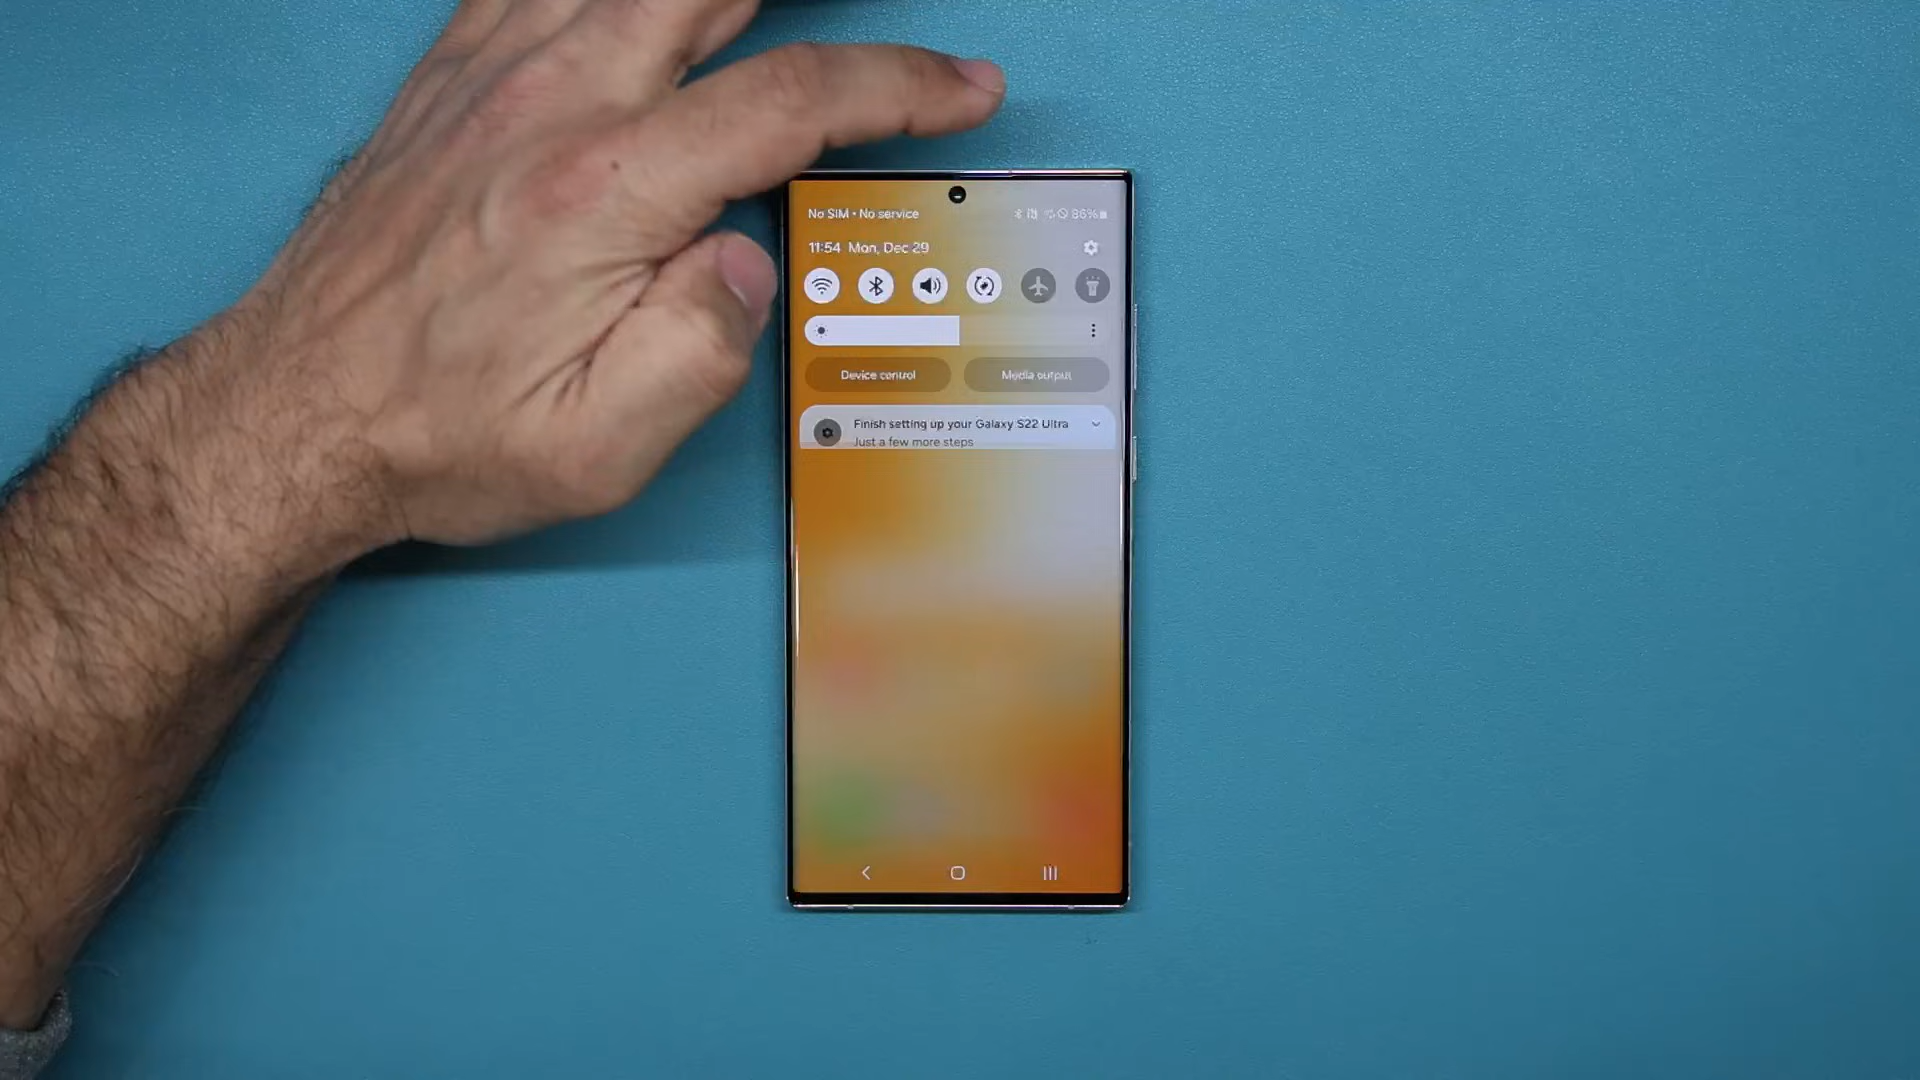 No SIM • No service
86%
11:54 Mon, Dec 29
Device control
Media output
Finish setting up your Galaxy S22 Ultra
Just a few more steps